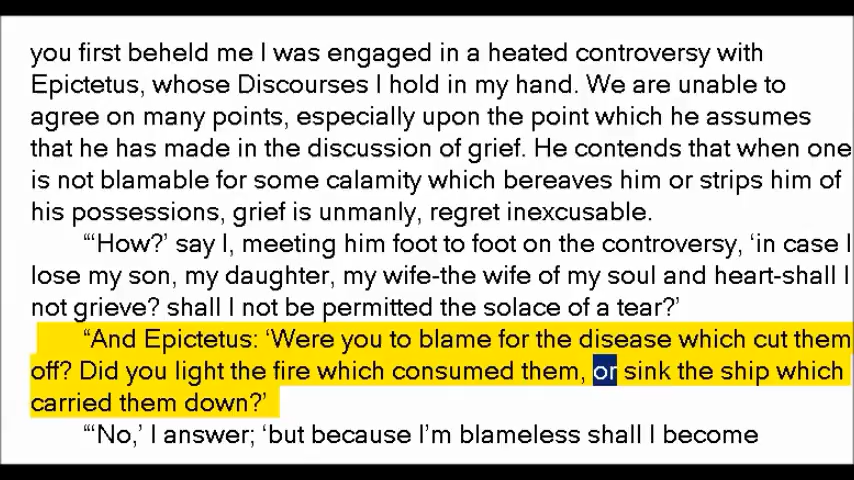 you first beheld me I was engaged in a heated controversy with
Epictetus, whose Discourses I hold in my hand. We are unable to
agree on many points, especially upon the point which he assumes
that he has made in the discussion of grief. He contends that when one
is not blamable for some calamity which bereaves him or strips him of
his possessions, grief is unmanly, regret inexcusable.
“‘How?’ say I, meeting him foot to foot on the controversy, ‘in case I
lose my son, my daughter, my wife-the wife of my soul and heart-shall I
not grieve? shall I not be permitted the solace of a tear?’
“And Epictetus: ‘Were you to blame for the disease which cut them
off? Did you light the fire which consumed them, or sink the ship which
carried them down?’
“‘No,’ I answer; ‘but because I’m blameless shall I become